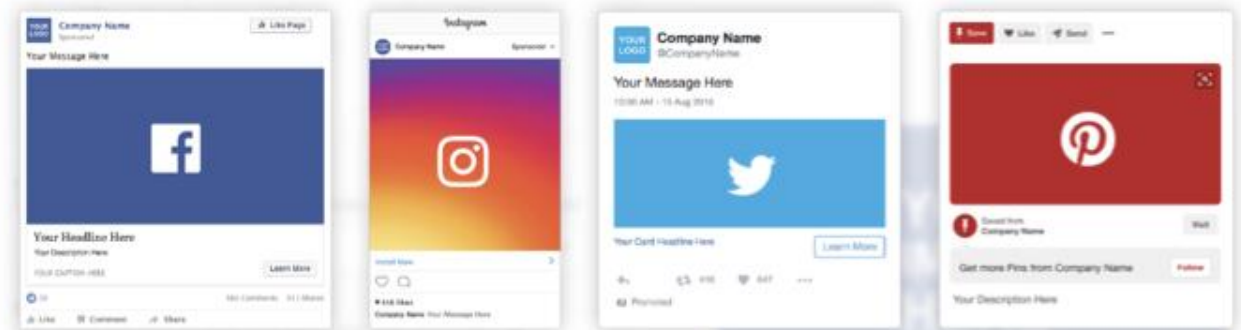 YOUR LOGO
Company Name
Sponsored
Like Page
Your Message Here
Your Headline Here
Your Description Here
YOUR CAPTION HERE
Learn More
Comments
Shares
Like Comment Share
Instagram
Company Name
Sponsored
Install Now
Company Name Your Message Here
YOUR LOGO
Company Name
@CompanyName
Your Message Here
Your Card Headline Here
Learn More
647
Promoted
Save Like Send
Saved from
Company Name
Visit
Get more Pins from Company Name
Follow
Your Description Here